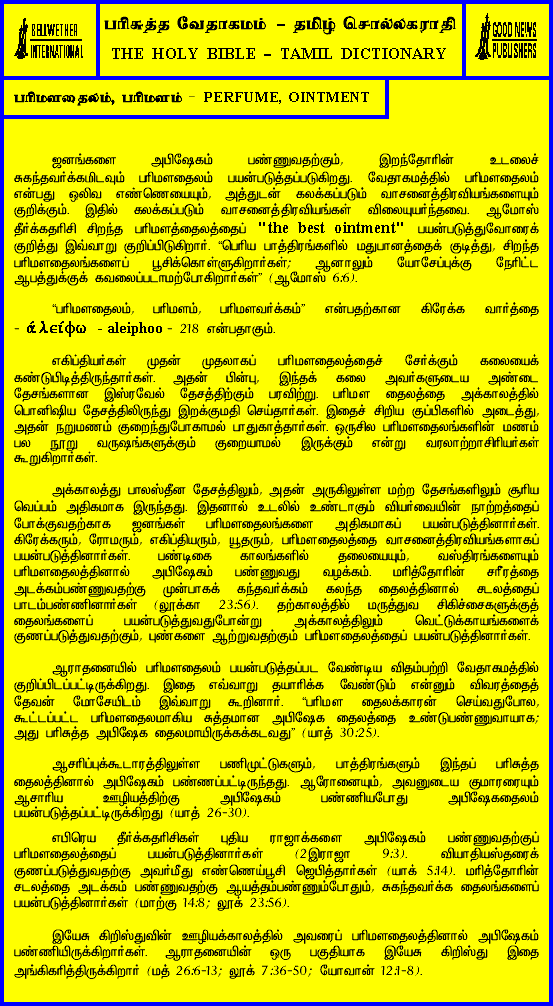 BELLWETHER
INTERNATIONAL
பரிசுத்த வேதாகமம் - தமிழ் சொல்லகராதி
THE HOLY BIBLE - TAMIL DICTIONARY
GOOD NEWS
PUBLISHERS
பரிமளதைலம், பரிமளம் - PERFUME, OINTMENT
ஜனங்களை அபிஷேகம் பண்ணுவதற்கும், இறந்தோரின் உடலைச்
சுகந்தவர்க்கமிடவும் பரிமளதைலம் பயன்படுத்தப்படுகிறது. வேதாகமத்தில் பரிமளதைலம்
என்பது ஒலிவ எண்ணெயையும், அத்துடன் கலக்கப்படும் வாசனைத்திரவியங்களையும்
குறிக்கும். இதில் கலக்கப்படும் வாசனைத்திரவியங்கள் விலையுயர்ந்தவை. ஆமோஸ்
தீர்க்கதரிசி சிறந்த பரிமளத்தைலத்தைப் "the best ointment" பயன்படுத்துவோரைக்
குறித்து இவ்வாறு குறிப்பிடுகிறார். "பெரிய பாத்திரங்களில் மதுபானத்தைக் குடித்து, சிறந்த
பரிமளதைலங்களைப் பூசிக்கொள்ளுகிறார்கள்; ஆனாலும் யோசேப்புக்கு நேரிட்ட
ஆபத்துக்குக் கவலைப்படாமற்போகிறார்கள்" (ஆமோஸ் 6:6).
"பரிமளதைலம், பரிமளம், பரிமளவர்க்கம்" என்பதற்கான கிரேக்க வார்த்தை
- ἀλείφω - aleiphoo - 218 என்பதாகும்.
எகிப்தியர்கள் முதன் முதலாகப் பரிமளதைலத்தைச் சேர்க்கும் கலையைக்
கண்டுபிடித்திருந்தார்கள். அதன் பின்பு, இந்தக் கலை அவர்களுடைய அண்டை
தேசங்களான இஸ்ரவேல் தேசத்திற்கும் பரவிற்று. பரிமள தைலத்தை அக்காலத்தில்
பொனிஷிய தேசத்திலிருந்து இறக்குமதி செய்தார்கள். இதைச் சிறிய குப்பிகளில் அடைத்து,
அதன் நறுமணம் குறைந்துபோகாமல் பாதுகாத்தார்கள். ஒருசில பரிமளதைலங்களின் மணம்
பல நூறு வருஷங்களுக்கும் குறையாமல் இருக்கும் என்று வரலாற்றாசிரியர்கள்
கூறுகிறார்கள்.
அக்காலத்து பாலஸ்தீன தேசத்திலும், அதன் அருகிலுள்ள மற்ற தேசங்களிலும் சூரிய
வெப்பம் அதிகமாக இருந்தது. இதனால் உடலில் உண்டாகும் வியர்வையின் நாற்றத்தைப்
போக்குவதற்காக ஜனங்கள் பரிமளதைலங்களை அதிகமாகப் பயன்படுத்தினார்கள்.
கிரேக்கரும், ரோமரும், எகிப்தியரும், யூதரும், பரிமளதைலத்தை வாசனைத்திரவியங்களாகப்
பயன்படுத்தினார்கள். பண்டிகை காலங்களில் தலையையும், வஸ்திரங்களையும்
பரிமளதைலத்தினால் அபிஷேகம் பண்ணுவது வழக்கம். மரித்தோரின் சரீரத்தை
அடக்கம்பண்ணுவதற்கு முன்பாகக் கந்தவர்க்கம் கலந்த தைலத்தினால் சடலத்தைப்
பாடம்பண்ணினார்கள் (லூக்கா 23:56). தற்காலத்தில் மருத்துவ சிகிச்சைகளுக்குத்
தைலங்களைப் பயன்படுத்துவதுபோன்று அக்காலத்திலும் வெட்டுக்காயங்களைக்
குணப்படுத்துவதற்கும், புண்களை ஆற்றுவதற்கும் பரிமளதைலத்தைப் பயன்படுத்தினார்கள்.
ஆராதனையில் பரிமளதைலம் பயன்படுத்தப்பட வேண்டிய விதம்பற்றி வேதாகமத்தில்
குறிப்பிடப்பட்டிருக்கிறது. இதை எவ்வாறு தயாரிக்க வேண்டும் என்னும் விவரத்தைத்
தேவன் மோசேயிடம் இவ்வாறு கூறினார். "பரிமள தைலக்காரன் செய்வதுபோல,
கூட்டப்பட்ட பரிமளதைலமாகிய சுத்தமான அபிஷேக தைலத்தை உண்டுபண்ணுவாயாக;
அது பரிசுத்த அபிஷேக தைலமாயிருக்கக்கடவது" (யாத் 30:25).
ஆசரிப்புக்கூடாரத்திலுள்ள பணிமுட்டுகளும், பாத்திரங்களும் இந்தப் பரிசுத்த
தைலத்தினால் அபிஷேகம் பண்ணப்பட்டிருந்தது. ஆரோனையும், அவனுடைய குமாரரையும்
ஆசாரிய ஊழியத்திற்கு அபிஷேகம் பண்ணியபோது அபிஷேகதைலம்
பயன்படுத்தப்பட்டிருக்கிறது (யாத் 26-30).
எபிரெய தீர்க்கதரிசிகள் புதிய ராஜாக்களை அபிஷேகம் பண்ணுவதற்குப்
பரிமளதைலத்தைப் பயன்படுத்தினார்கள் (2இராஜா 9:3). வியாதியஸ்தரைக்
குணப்படுத்துவதற்கு அவர்மீது எண்ணெய்பூசி ஜெபித்தார்கள் (யாக் 5:14). மரித்தோரின்
சடலத்தை அடக்கம் பண்ணுவதற்கு ஆயத்தம்பண்ணும்போதும், சுகந்தவர்க்க தைலங்களைப்
பயன்படுத்தினார்கள் (மாற்கு 14:8; லூக் 23:56).
இயேசு கிறிஸ்துவின் ஊழியக்காலத்தில் அவரைப் பரிமளதைலத்தினால் அபிஷேகம்
பண்ணியிருக்கிறார்கள். ஆராதனையின் ஒரு பகுதியாக இயேசு கிறிஸ்து இதை
அங்கிகரித்திருக்கிறார் (மத் 26:6-13; லூக் 7:36-50; யோவான் 12:1-8).